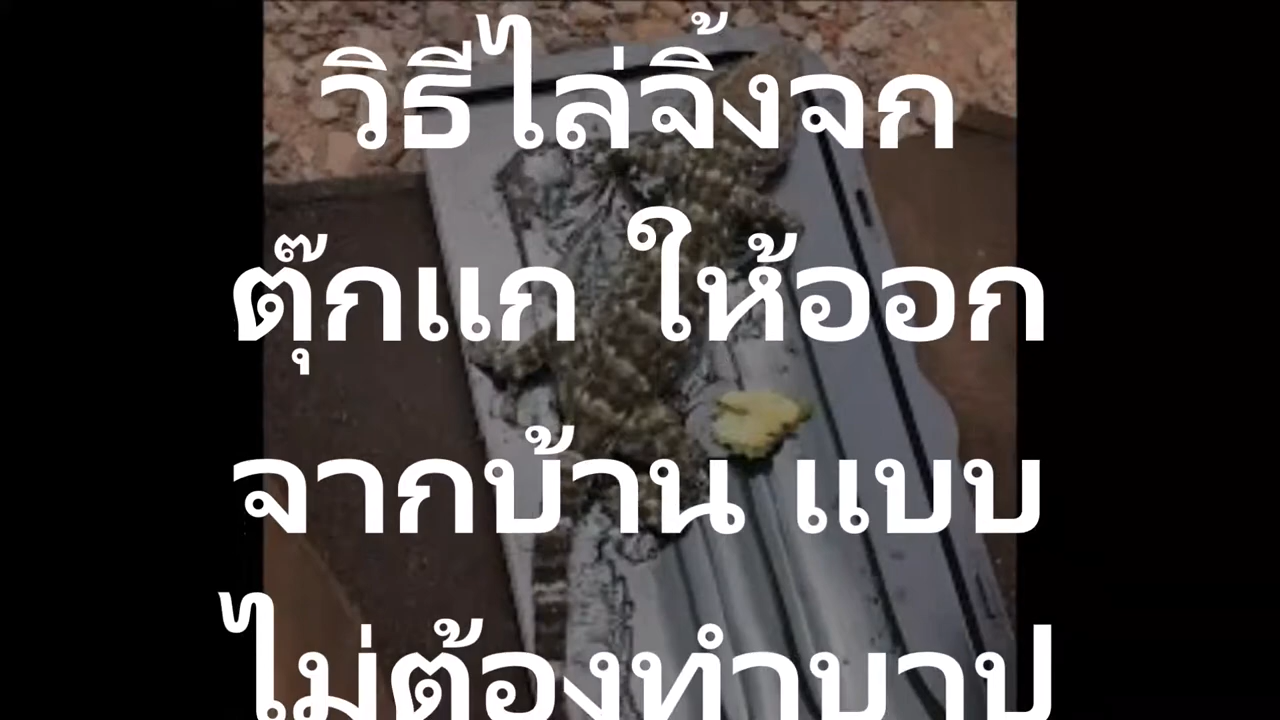 วิธีไล่จิ้งจก
ตุ๊กแก ให้ออก
จากบ้าน แบบ
ไม่ต้องทำบาป